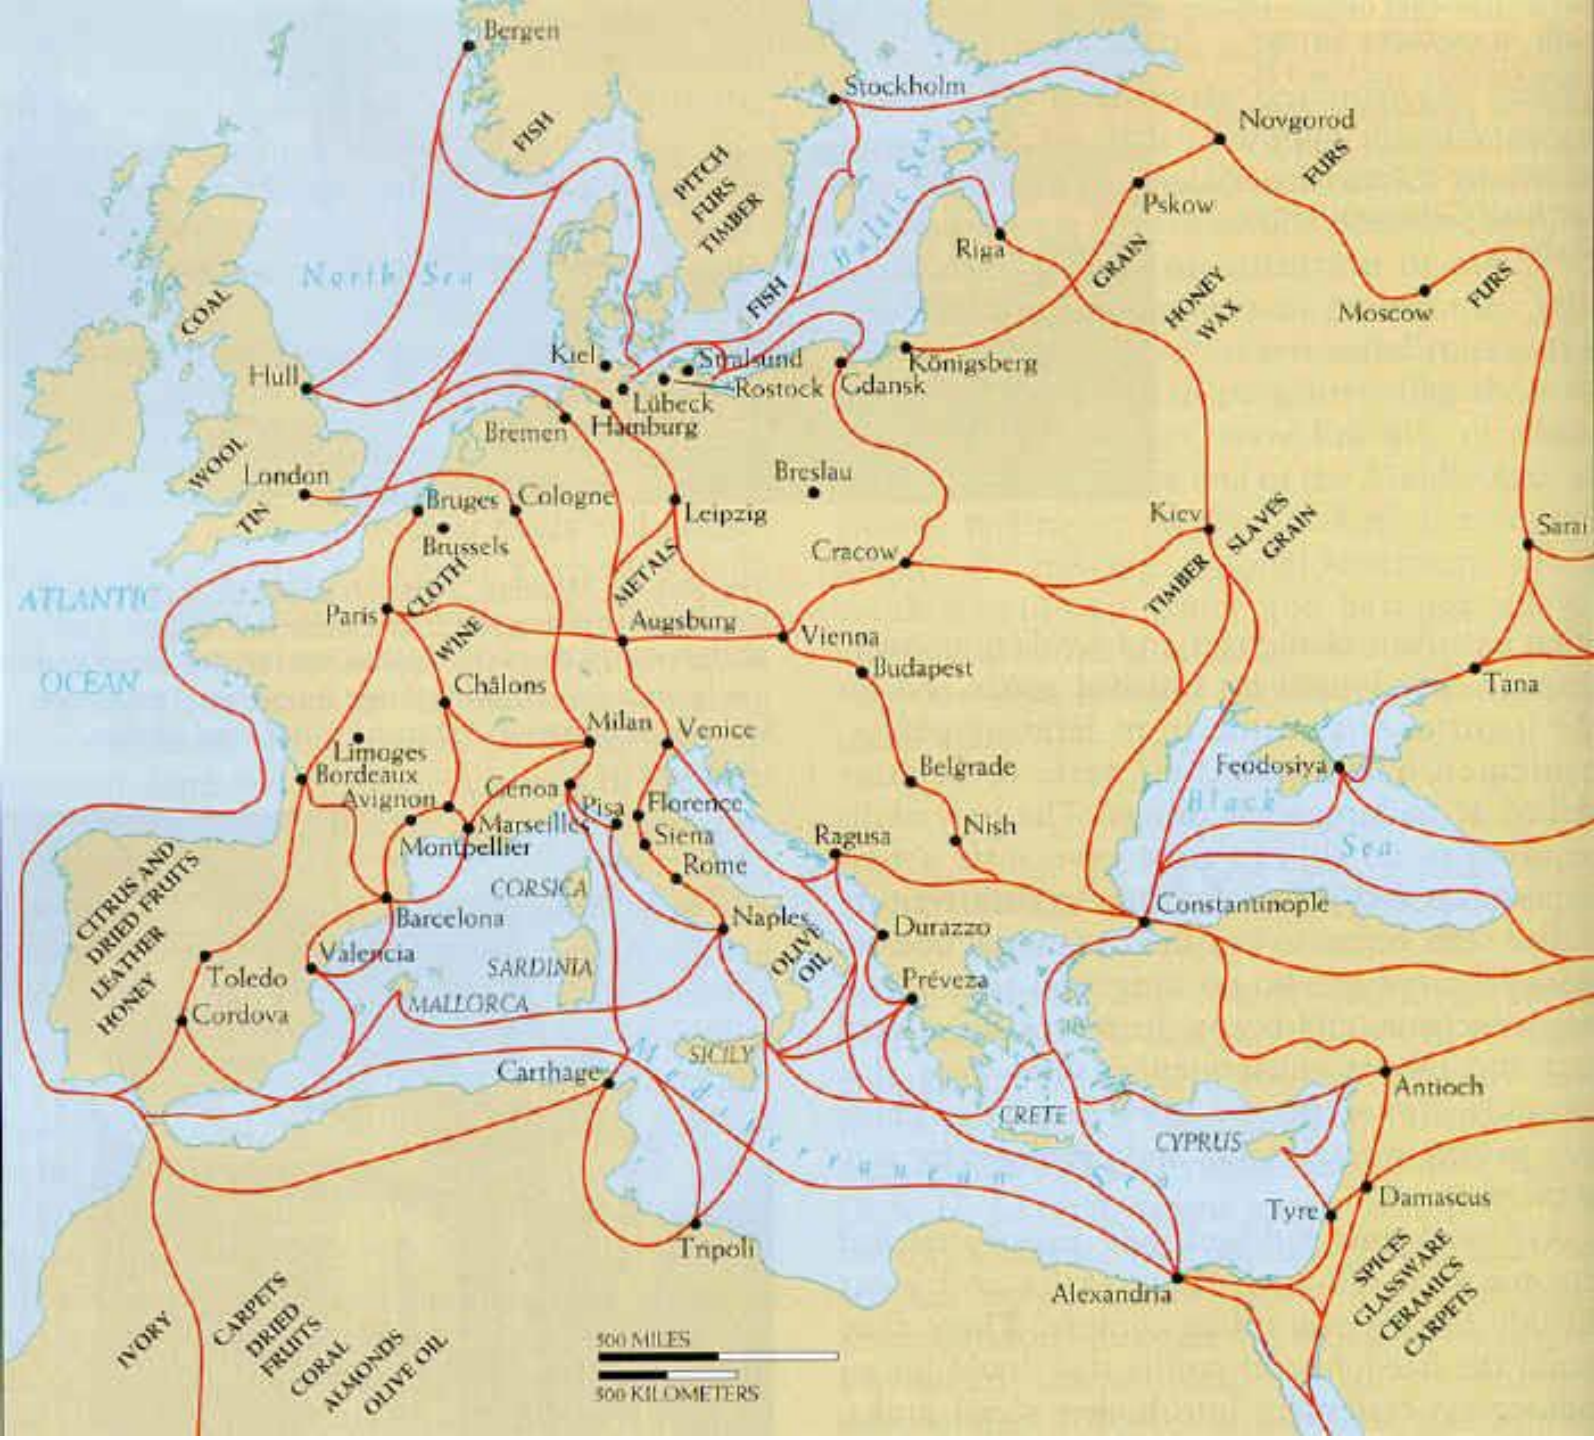 Bergen
Stockholm
Novgorod
FISH
FURS
PITCH
FURS
TIMBER
Pskow
Baltic Sea
Riga
GRAIN
North Sea
COAL
FISH
HONEY
WAX
FURS
Moscow
Kiel
Stralsund
Königsberg
Hull
Rostock
Gdansk
Lübeck
Hamburg
Bremen
WOOL
London
Breslau
Bruges
Cologne
Leipzig
TIN
Brussels
Kiev
SLAVES
GRAIN
Sarai
Cracow
METALS
CLOTH
TIMBER
ATLANTIC
OCEAN
Paris
Augsburg
WINE
Vienna
Budapest
Tana
Châlons
Milan
Venice
Limoges
Bordeaux
Belgrade
Feodosiya
Genoa
Avignon
Pisa
Florence
Black
Sea
Marseilles
Siena
Ragusa
Nish
Montpellier
Rome
CITRUS AND
DRIED FRUITS
LEATHER
HONEY
CORSICA
Barcelona
Naples
Constantinople
Durazzo
Valencia
OLIVE
OIL
SARDINIA
Toledo
Préveza
MALLORCA
Cordova
SICILY
Carthage
Mediterranean Sea
Antioch
CRETE
CYPRUS
Damascus
Tyre
Tripoli
SPICES
GLASSWARE
CERAMICS
CARPETS
Alexandria
IVORY
CARPETS
DRIED
FRUITS
CORAL
ALMONDS
OLIVE OIL
500 MILES
500 KILOMETERS